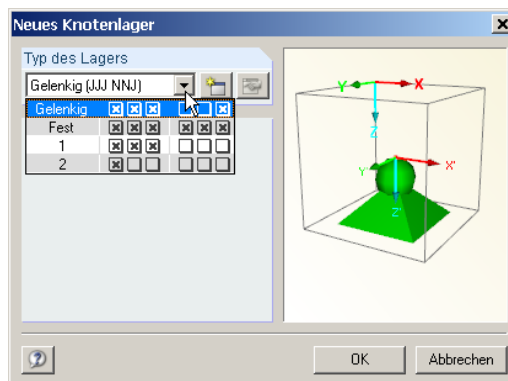 Neues Knotenlager
Typ des Lagers
Gelenkig (JJJ NNJ)
Gelenkig
Fest
1
2
Y X
Z
Y' X'
Z'
OK Abbrechen